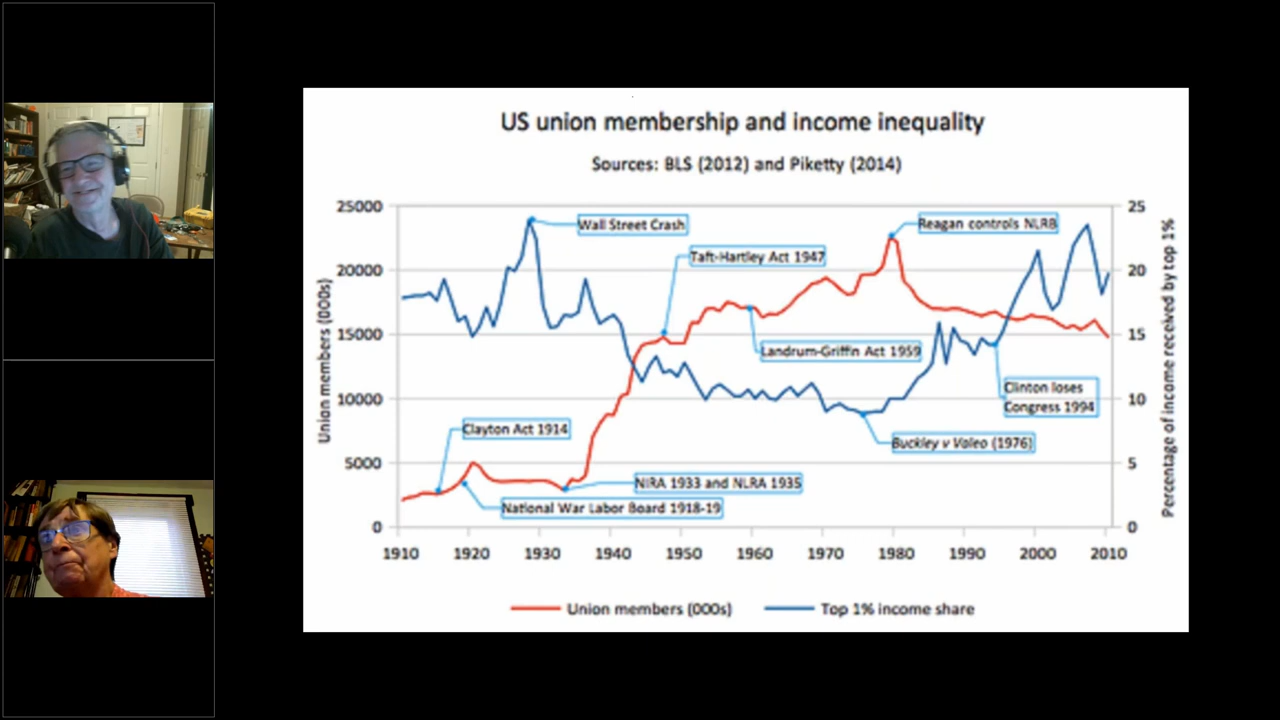 US union membership and income inequality
Sources: BLS (2012) and Piketty (2014)
25000
20000
15000
10000
5000
0
Union members (000s)
25
20
15
10
5
0
Percentage of income received by top 1%
Wall Street Crash
Reagan controls NLRB
Taft-Hartley Act 1947
Landrum-Griffin Act 1959
Clinton loses
Congress 1994
Clayton Act 1914
Buckley v Valeo (1976)
NIRA 1933 and NLRA 1935
National War Labor Board 1918-19
1910 1920 1930 1940 1950 1960 1970 1980 1990 2000 2010
Union members (000s) Top 1% income share